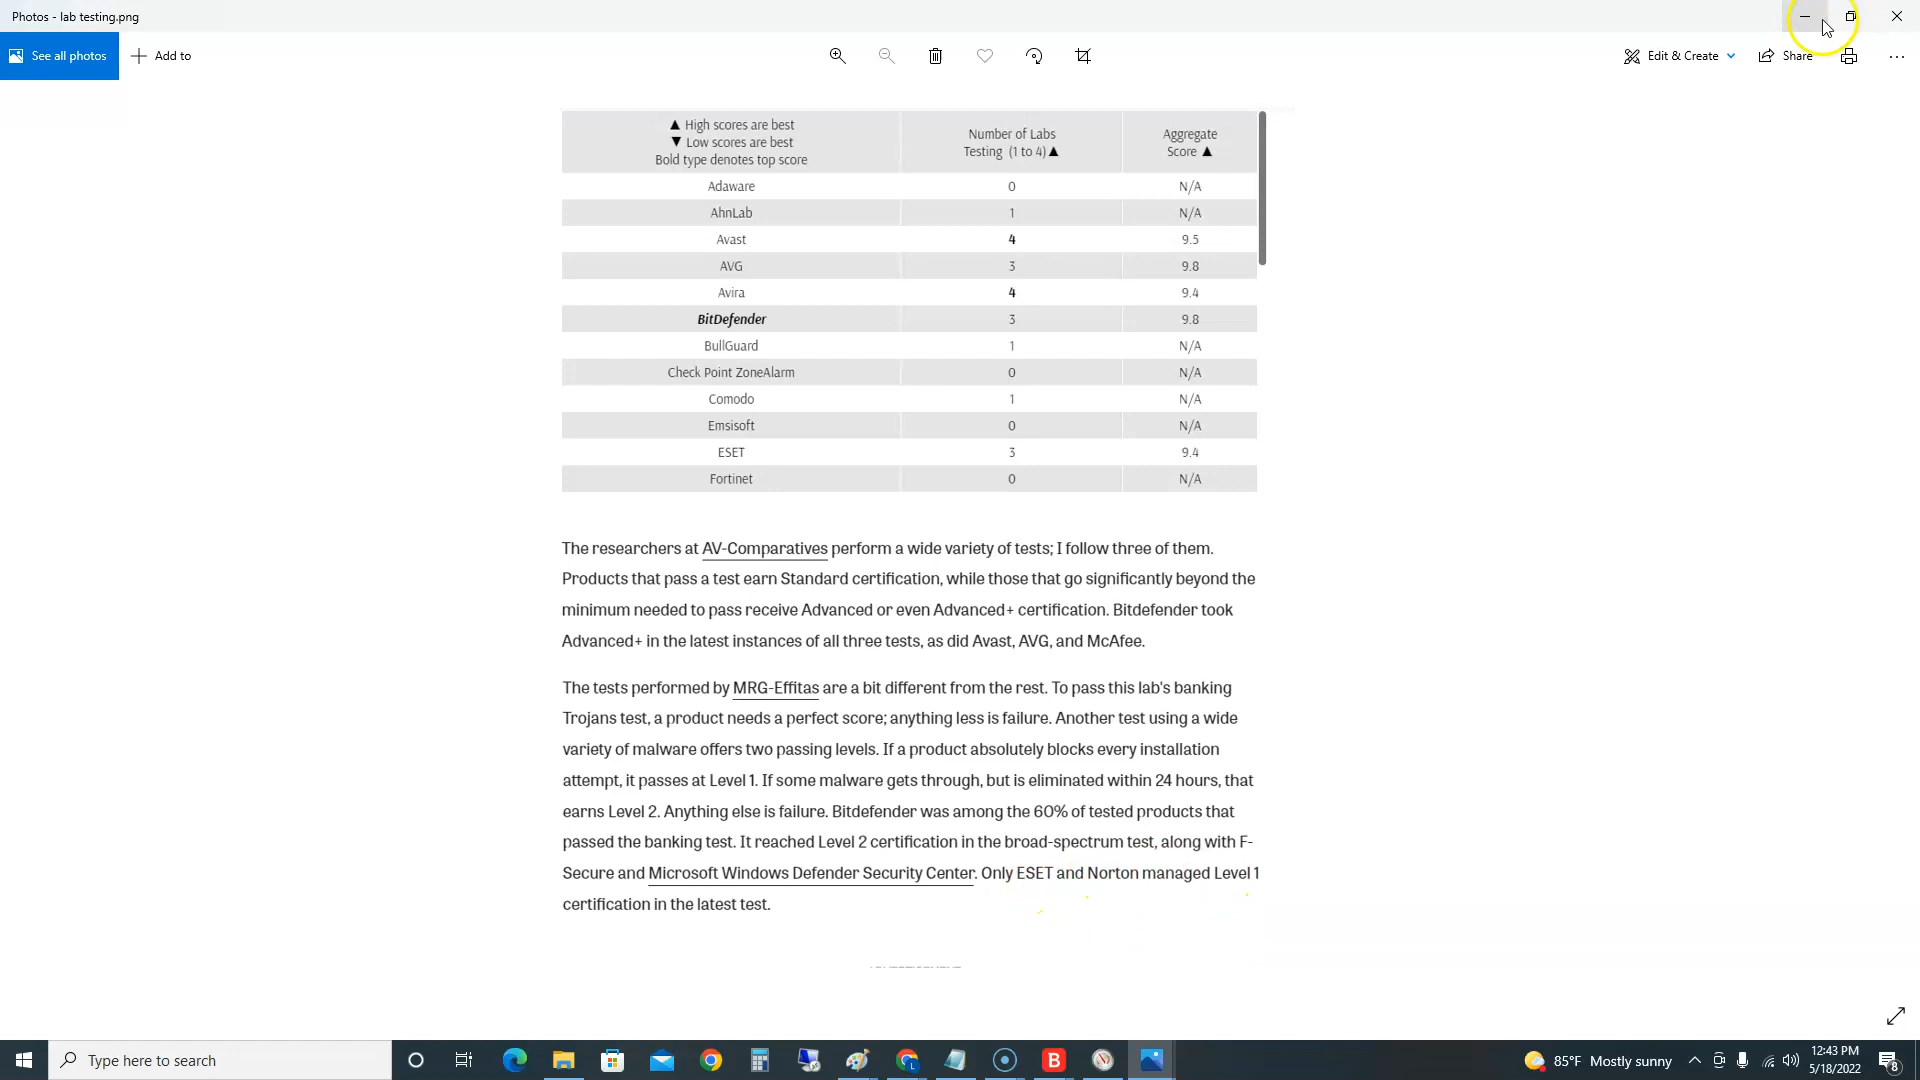 Photos - lab testing.png
See all photos
Add to
Edit & Create
Share
▲ High scores are best
▼ Low scores are best
Bold type denotes top score
Number of Labs
Testing (1 to 4)▲
Aggregate
Score ▲
Adaware 0 N/A
AhnLab 1 N/A
Avast 4 9.5
AVG 3 9.8
Avira 4 9.4
BitDefender 3 9.8
BullGuard 1 N/A
Check Point ZoneAlarm 0 N/A
Comodo 1 N/A
Emsisoft 0 N/A
ESET 3 9.4
Fortinet 0 N/A
The researchers at AV-Comparatives perform a wide variety of tests; I follow three of them.
Products that pass a test earn Standard certification, while those that go significantly beyond the
minimum needed to pass receive Advanced or even Advanced+ certification. Bitdefender took
Advanced+ in the latest instances of all three tests, as did Avast, AVG, and McAfee.
The tests performed by MRG-Effitas are a bit different from the rest. To pass this lab's banking
Trojans test, a product needs a perfect score; anything less is failure. Another test using a wide
variety of malware offers two passing levels. If a product absolutely blocks every installation
attempt, it passes at Level 1. If some malware gets through, but is eliminated within 24 hours, that
earns Level 2. Anything else is failure. Bitdefender was among the 60% of tested products that
passed the banking test. It reached Level 2 certification in the broad-spectrum test, along with F-
Secure and Microsoft Windows Defender Security Center. Only ESET and Norton managed Level 1
certification in the latest test.
Type here to search
B
L
85°F Mostly sunny
12:43 PM
5/18/2022
8